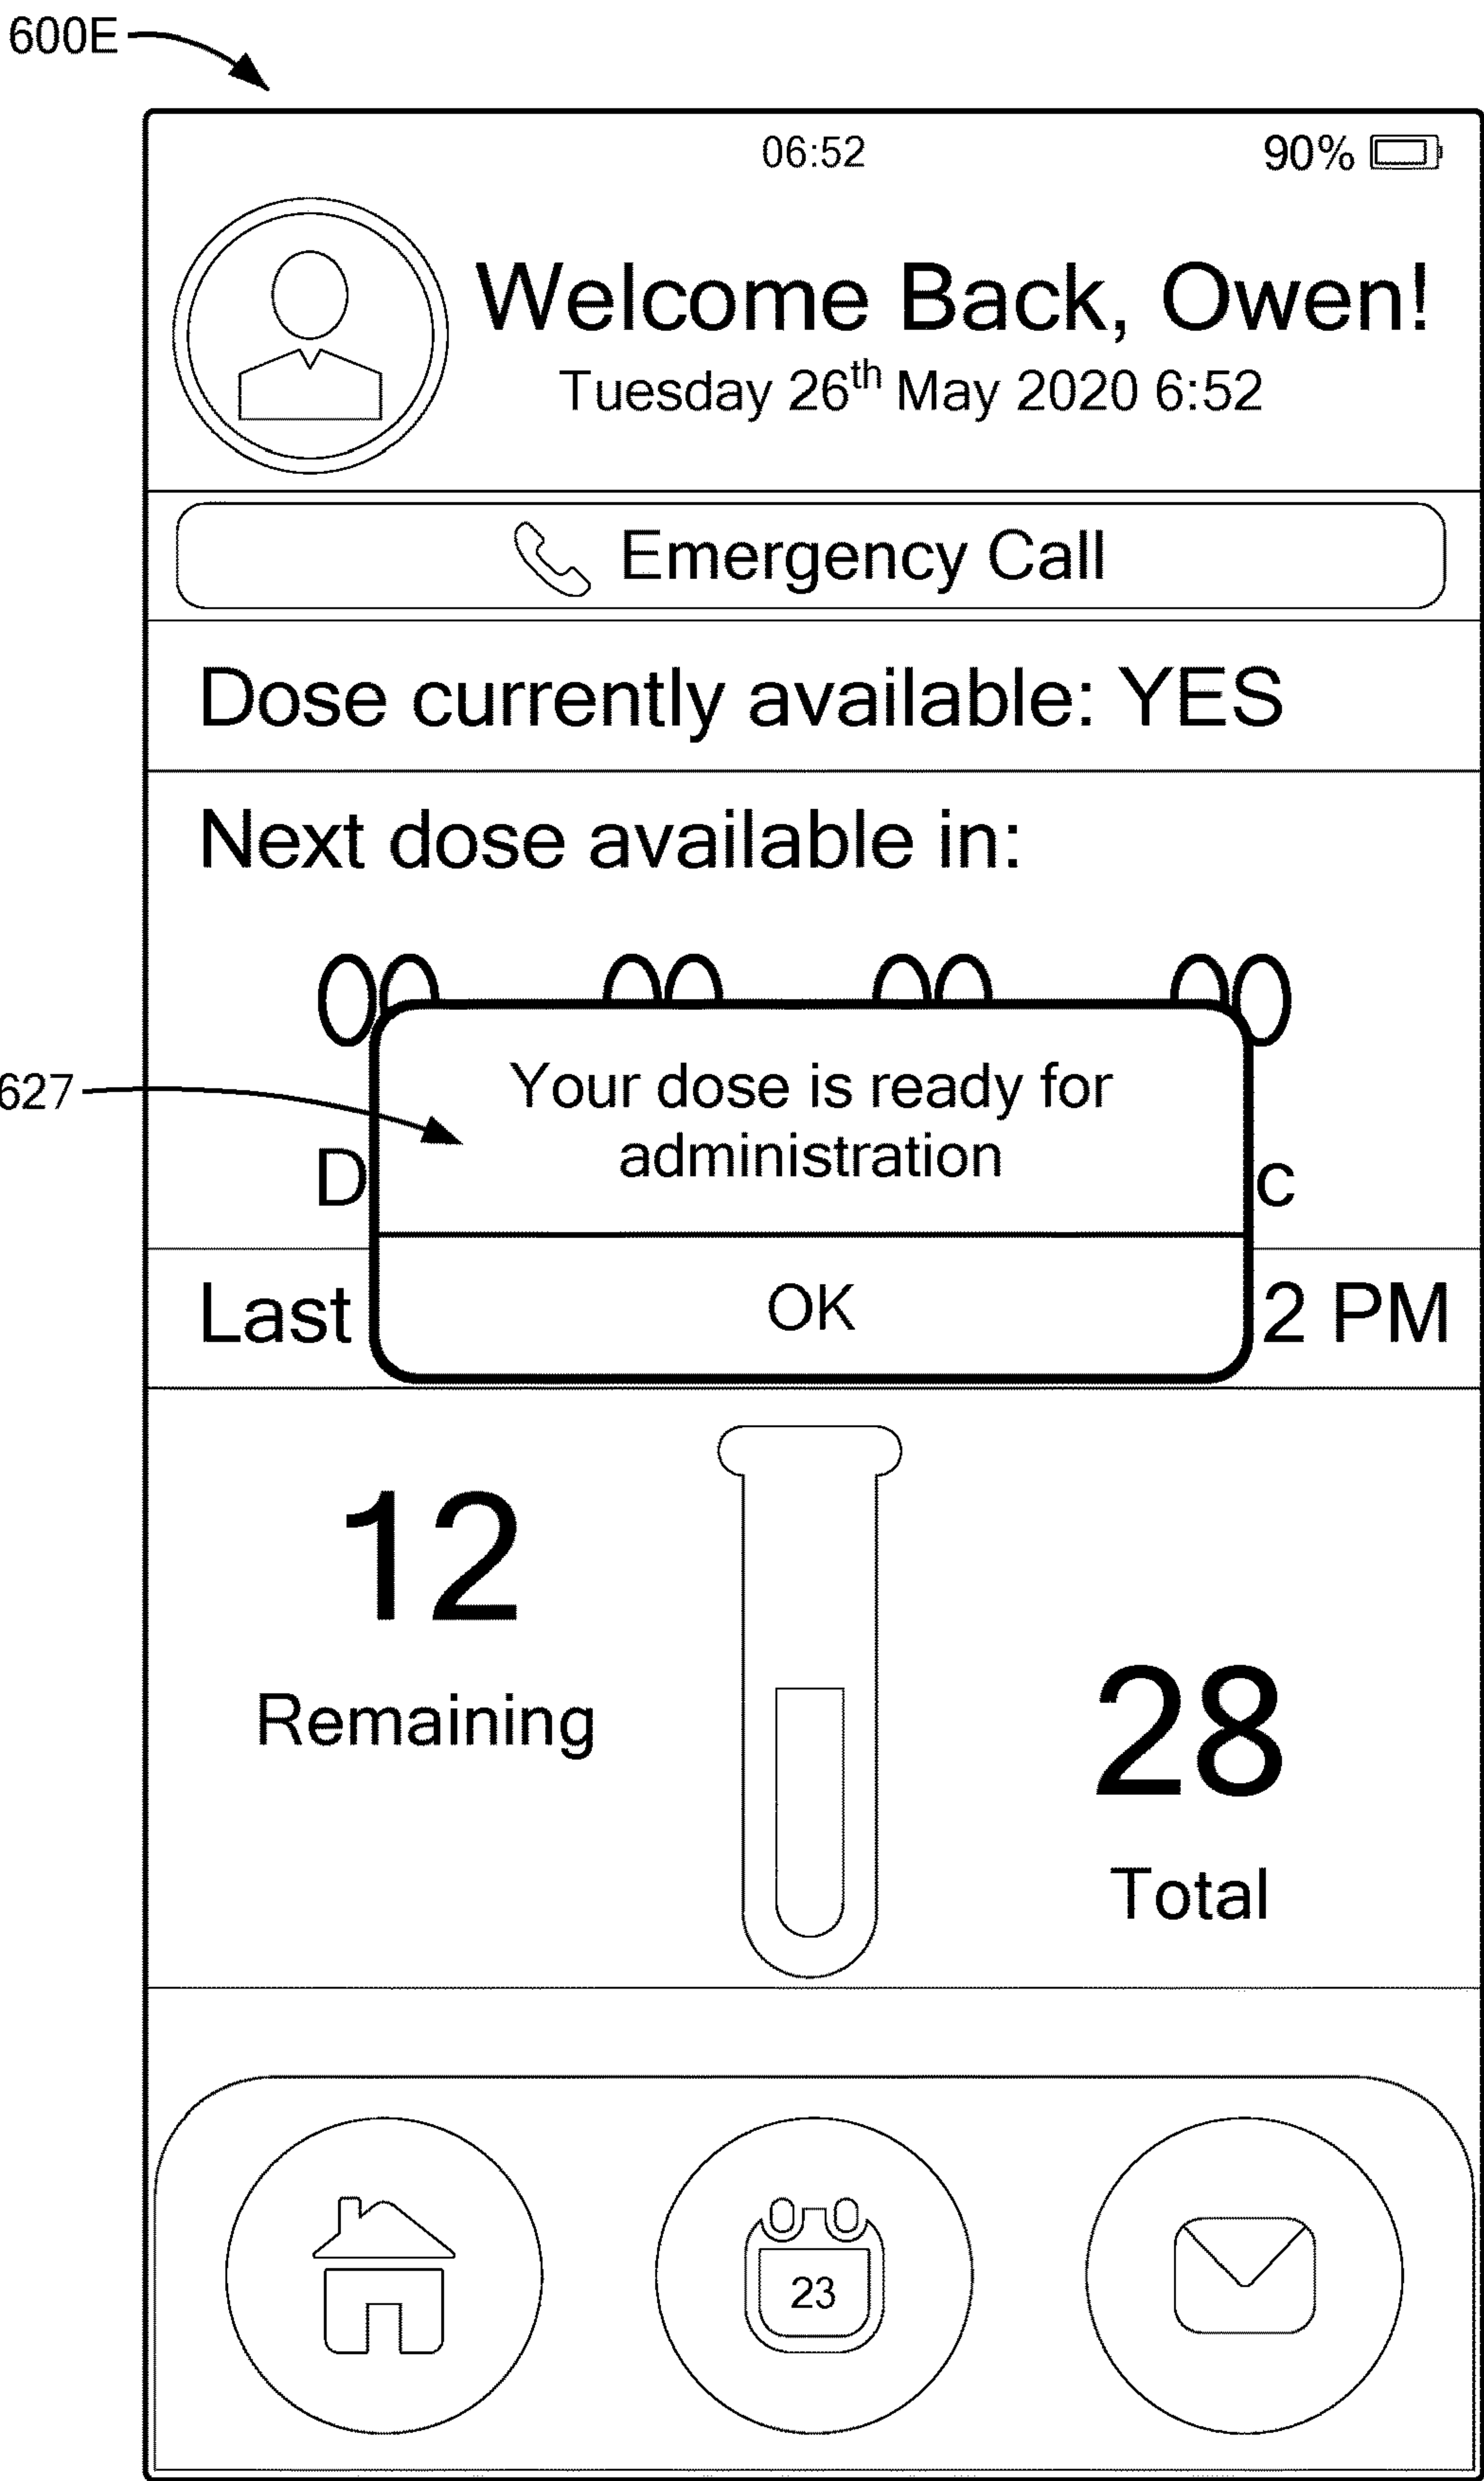 600E
06:52 90%
Welcome Back, Owen!
Tuesday 26th May 2020 6:52
Emergency Call
Dose currently available: YES
Next dose available in:
627
Your dose is ready for
administration
D c
Last 2 PM
OK
12
Remaining
28
Total
23